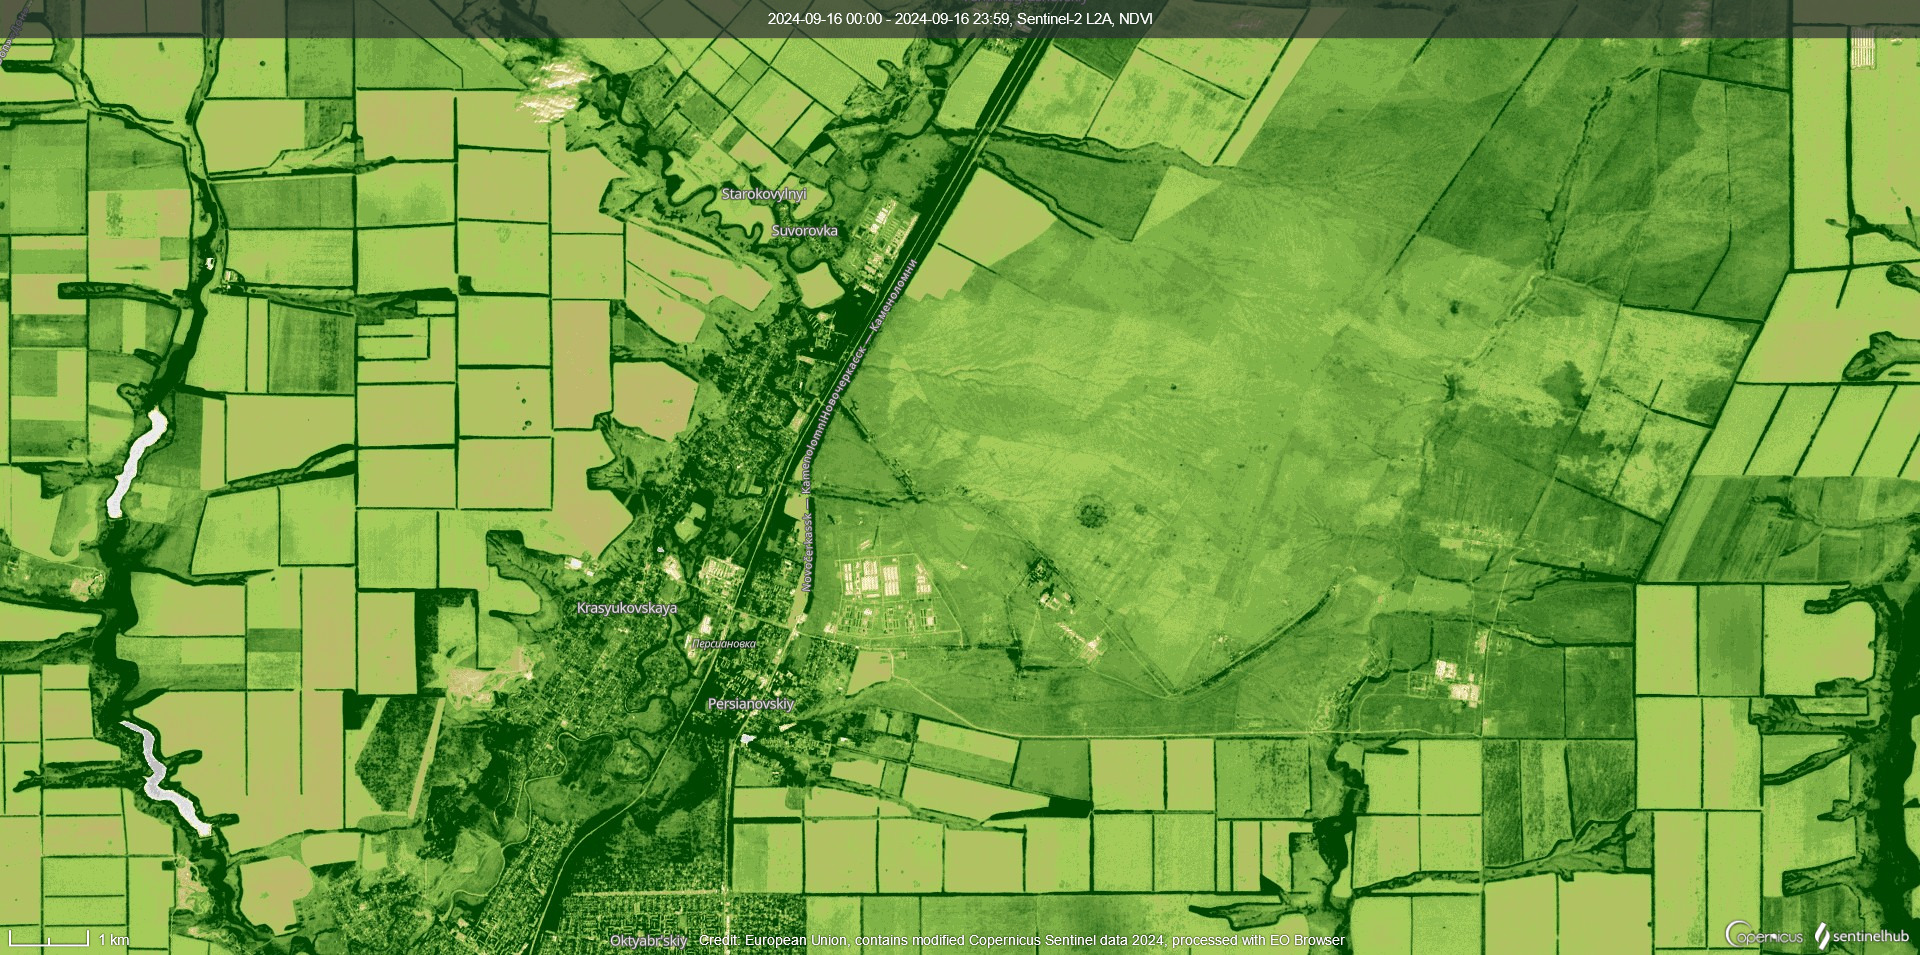 2024-09-16 00:00 - 2024-09-16 23:59, Sentinel-2 L2A, NDVI
Starokovylnyi
Suvorovka
Novocerkassk — Kamenolomni
Новочеркасск — Каменоломни
Krasyukovskaya
Персиановка
Persianovskiy
1 km
Oktyabr'skiy
Credit: European Union, contains modified Copernicus Sentinel data 2024, processed with EO Browser
Copernicus
sentinelhub